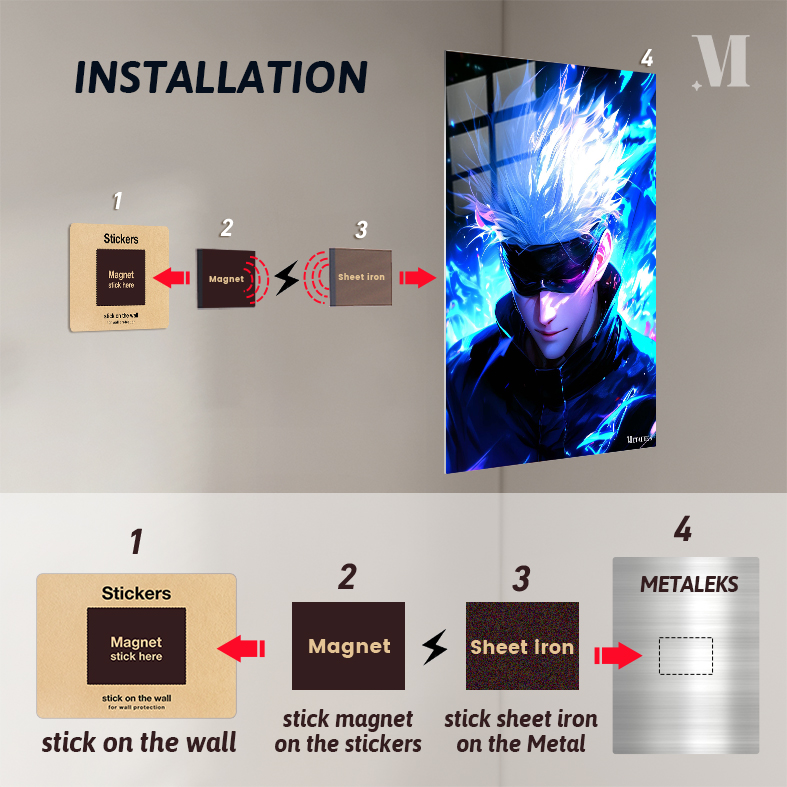 INSTALLATION
M
4
1
2
3
Stickers
Magnet
stick here
stick on the wall
for wall protection
Magnet
Sheet iron
METALEKS
1
2
3
4
Stickers
Magnet
stick here
stick on the wall
for wall protection
Magnet
Sheet iron
METALEKS
stick on the wall
stick magnet
on the stickers
stick sheet iron
on the Metal